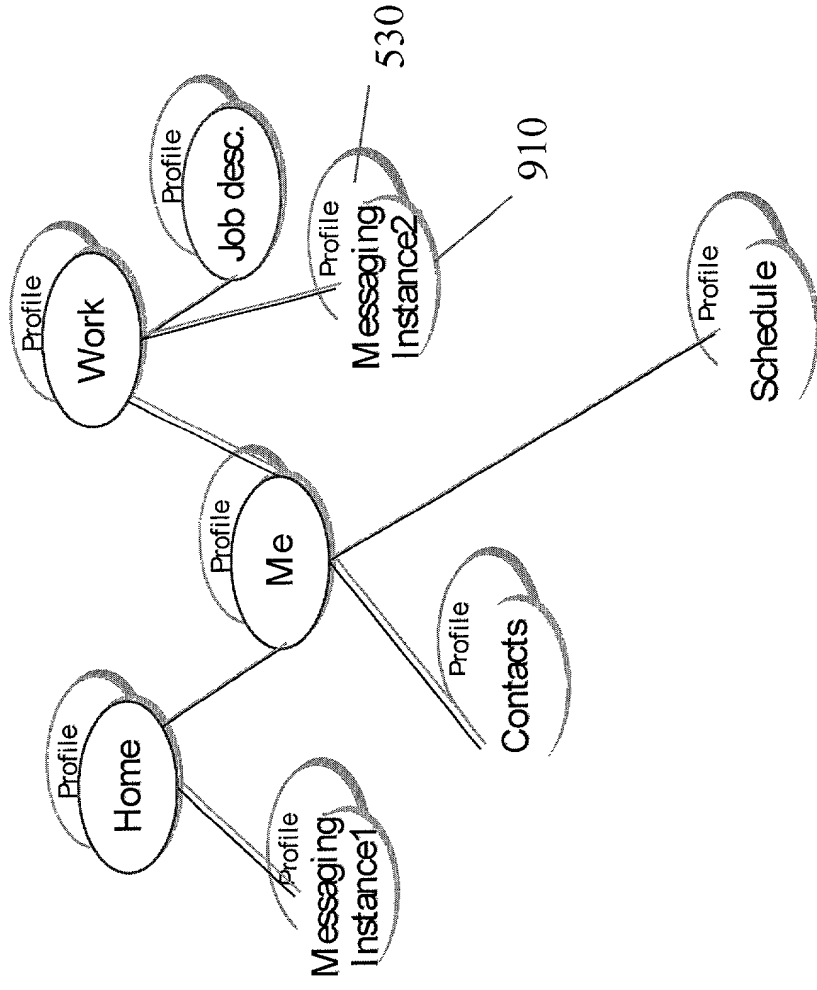 Profile
Home
Profile
Messaging
Instance1
Profile
Me
Profile
Contacts
Profile
Work
Profile
Job desc.
Profile
Messaging
Instance2
530
910
Profile
Schedule